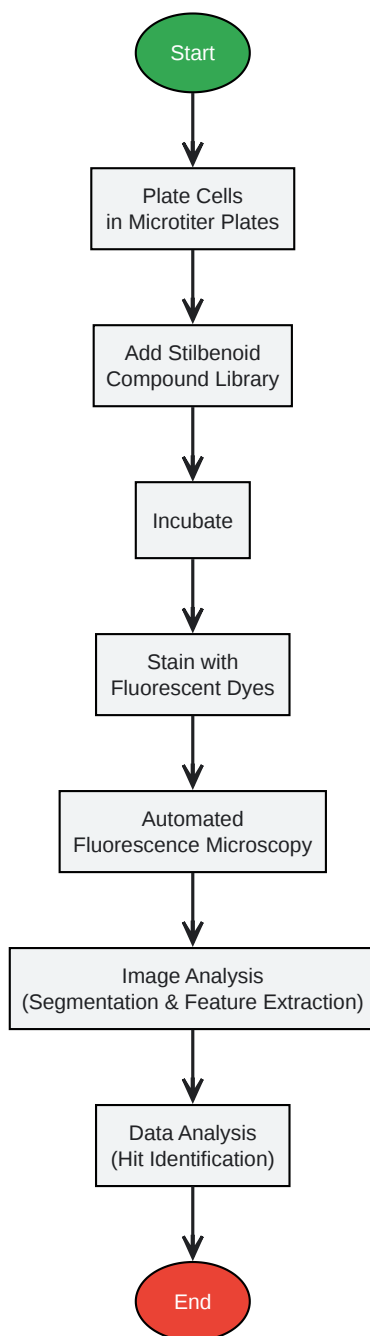 Start
Plate Cells
in Microtiter Plates
Add Stilbenoid
Compound Library
Incubate
Stain with
Fluorescent Dyes
Automated
Fluorescence Microscopy
Image Analysis
(Segmentation & Feature Extraction)
Data Analysis
(Hit Identification)
End